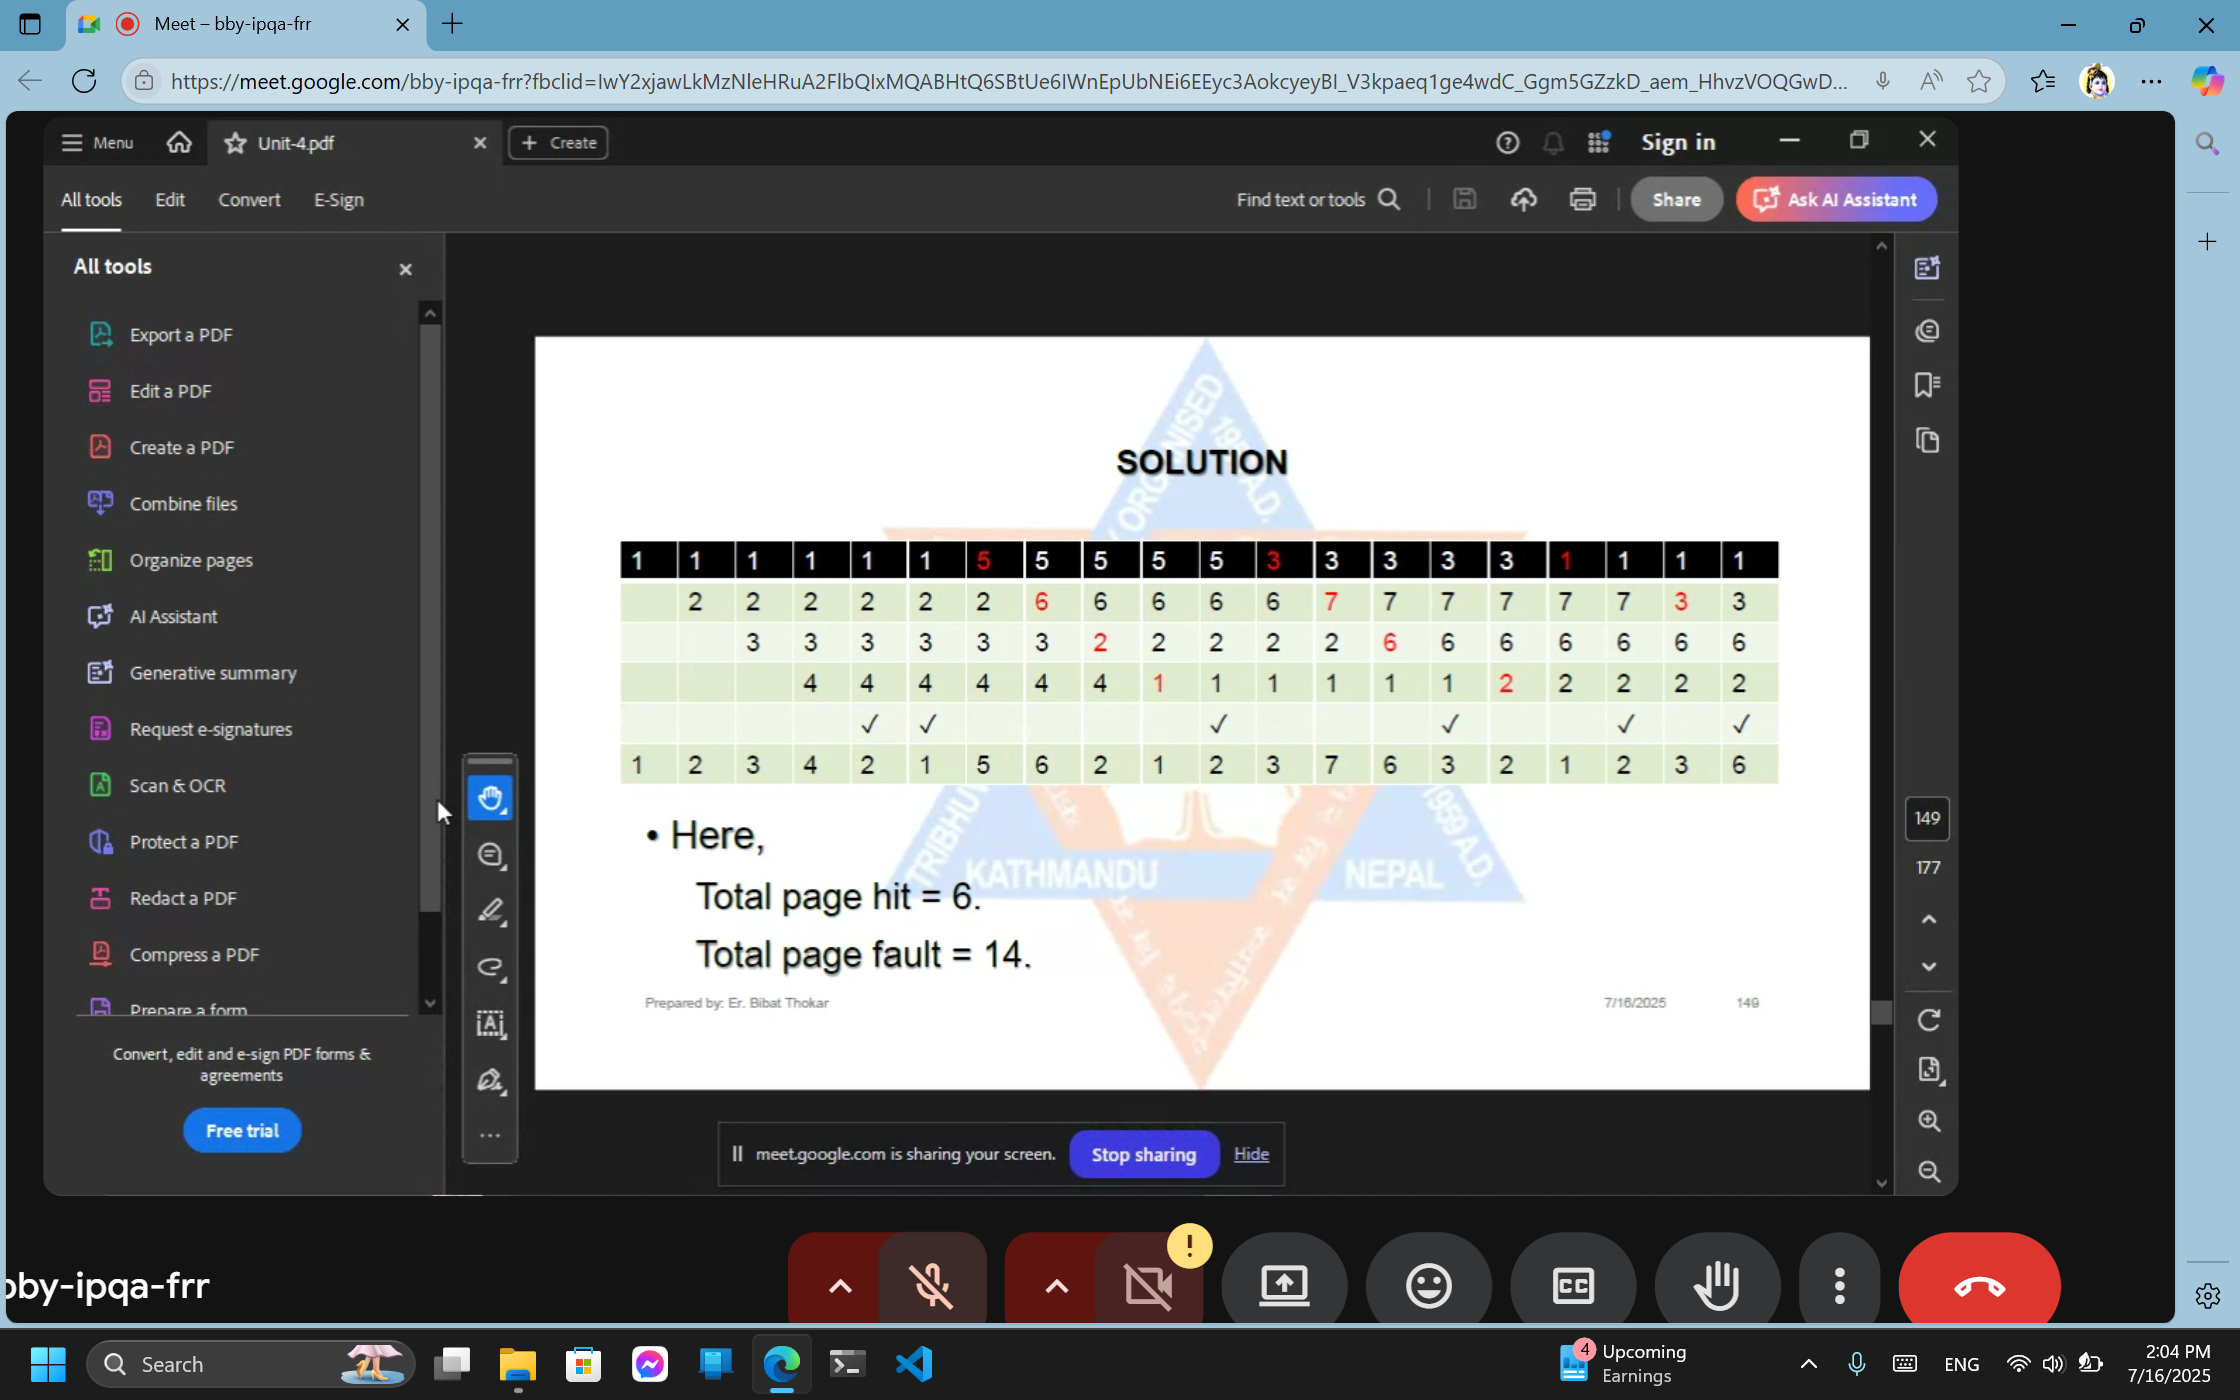 Meet – bby-ipqa-frr
https://meet.google.com/bby-ipqa-frr?fbclid=IwY2xjawLkMzNleHRuA2FlbQIxMQABHtQ6SBtUe6IWnEpUbNEi6EEyc3AokcyeyBI_V3kpaeq1ge4wdC_Ggm5GZzkD_aem_HhvzVOQGwD...
Menu
Unit-4.pdf
Create
Sign in
All tools Edit Convert E-Sign
Find text or tools
Share
Ask AI Assistant
All tools
Export a PDF
Edit a PDF
Create a PDF
Combine files
Organize pages
AI Assistant
Generative summary
Request e-signatures
Scan & OCR
Protect a PDF
Redact a PDF
Compress a PDF
Prepare a form
Convert, edit and e-sign PDF forms &
agreements
Free trial
SOLUTION
1 1 1 1 1 1 5 5 5 5 5 3 3 3 3 3 1 1 1 1
2 2 2 2 2 2 6 6 6 6 6 7 7 7 7 7 7 3 3
3 3 3 3 3 3 2 2 2 2 2 6 6 6 6 6 6 6
4 4 4 4 4 4 1 1 1 1 1 1 2 2 2 2 2
✓ ✓ ✓ ✓ ✓ ✓
1 2 3 4 2 1 5 6 2 1 2 3 7 6 3 2 1 2 3 6
• Here,
Total page hit = 6.
Total page fault = 14.
Prepared by: Er. Bibat Thokar
7/16/2025
149
ORGANISED
TRIBHU
KATHMANDU
NEPAL
1959 A.D.
149
177
meet.google.com is sharing your screen.
Stop sharing
Hide
bby-ipqa-frr
CC
Search
4
Upcoming
Earnings
ENG
2:04 PM
7/16/2025